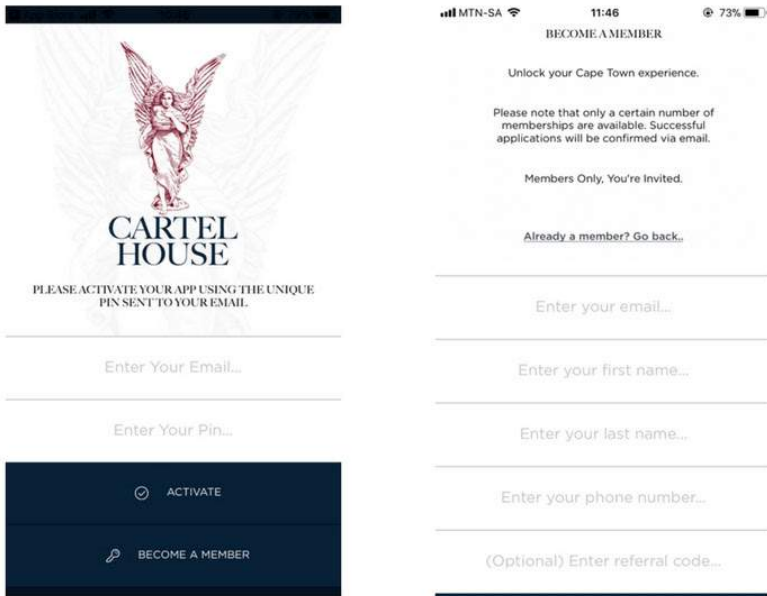 CARTEL
HOUSE
PLEASE ACTIVATE YOUR APP USING THE UNIQUE
PIN SENT TO YOUR EMAIL
Enter Your Email...
Enter Your Pin...
ACTIVATE
BECOME A MEMBER
MTN-SA 11:46 73%
BECOME A MEMBER
Unlock your Cape Town experience.
Please note that only a certain number of
memberships are available. Successful
applications will be confirmed via email.
Members Only, You're Invited.
Already a member? Go back..
Enter your email...
Enter your first name...
Enter your last name...
Enter your phone number...
(Optional) Enter referral code...